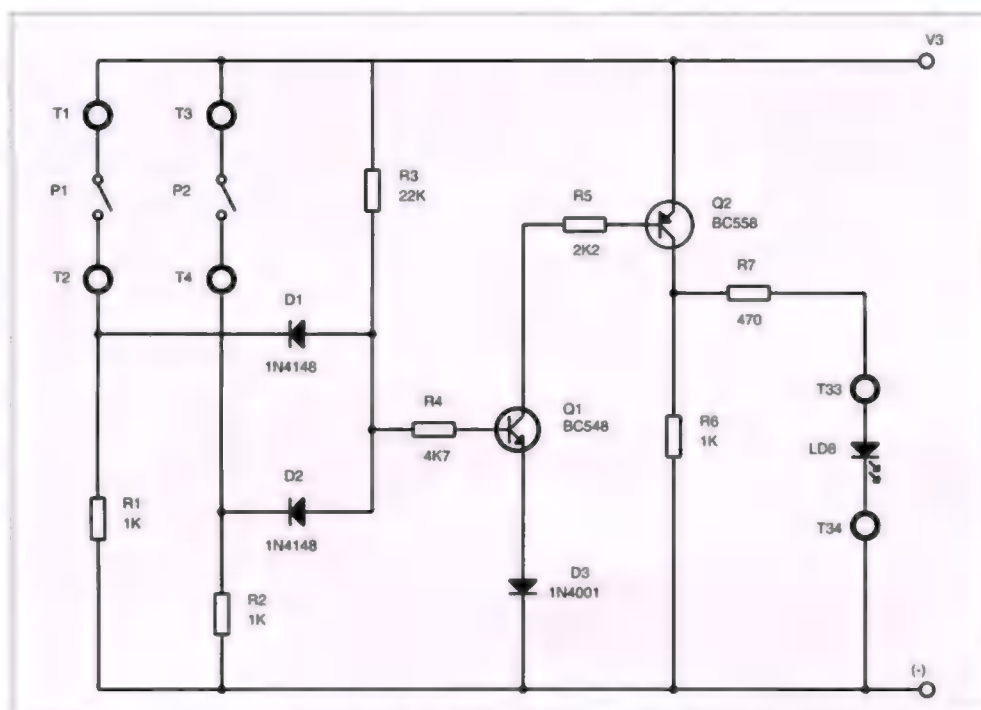 V3
T1
T3
P1
P2
R3
22K
R5
2K2
Q2
BC558
T2
T4
D1
1N4148
R7
470
R4
4K7
Q1
BC548
R6
1K
T33
LD8
T34
D2
1N4148
R1
1K
R2
1K
D3
1N4001
(-)